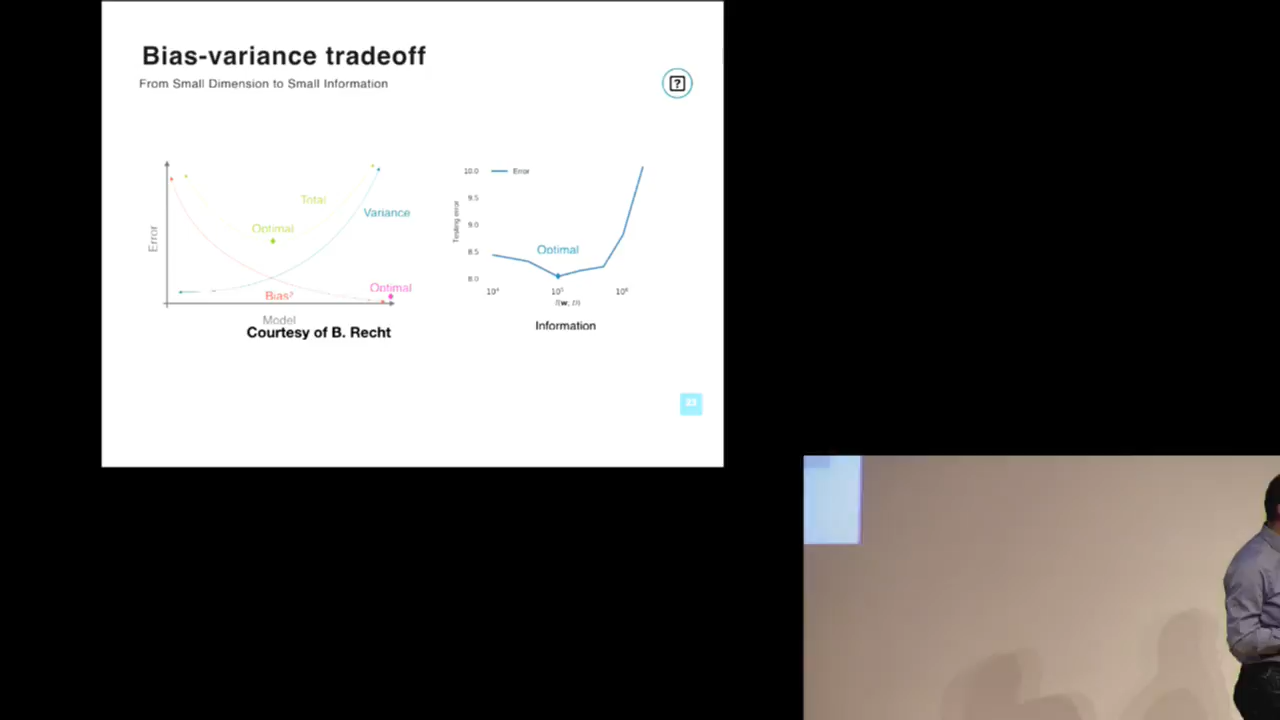 Bias-variance tradeoff
From Small Dimension to Small Information
?
Error
Total
Variance
Optimal
Optimal
Bias²
Model
Courtesy of B. Recht
10.0
9.5
9.0
8.5
8.0
Error
Testing error
Optimal
10⁴
10⁵
10⁶
Information
23